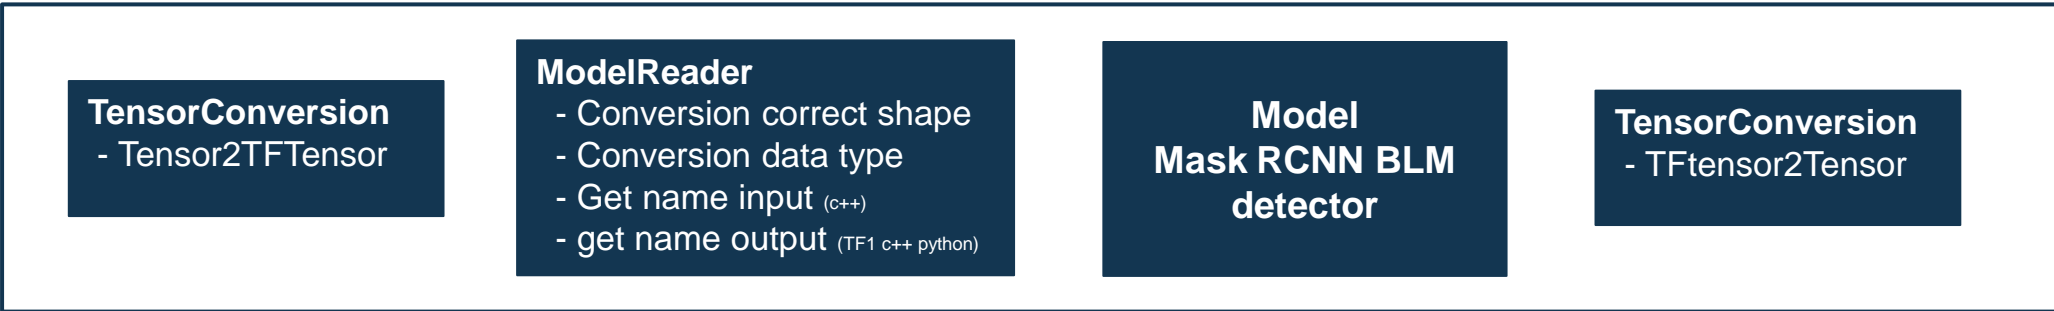 TensorConversion
- Tensor2TFTensor
ModelReader
- Conversion correct shape
- Conversion data type
- Get name input (c++)
- get name output (TF1 c++ python)
Model
Mask RCNN BLM
detector
TensorConversion
- TFtensor2Tensor